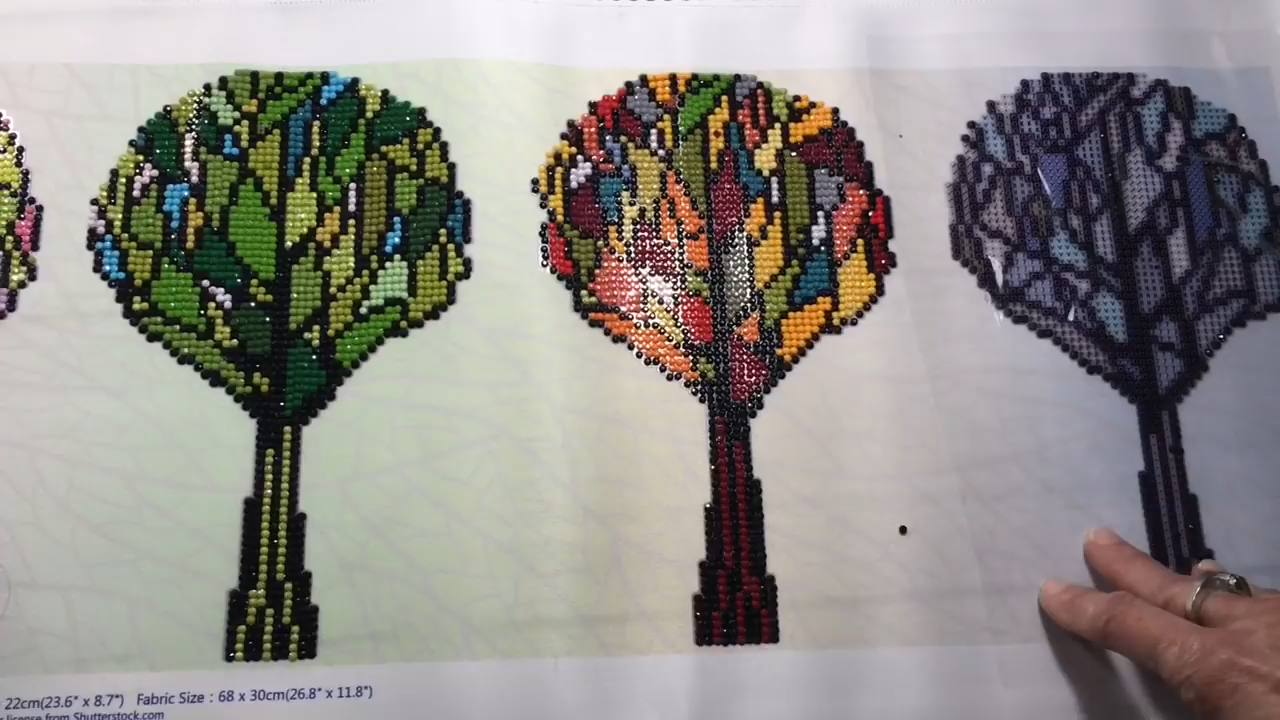 22cm(23.6" x 8.7") Fabric Size : 68 x 30cm(26.8" x 11.8")
license from Shutterstock.com